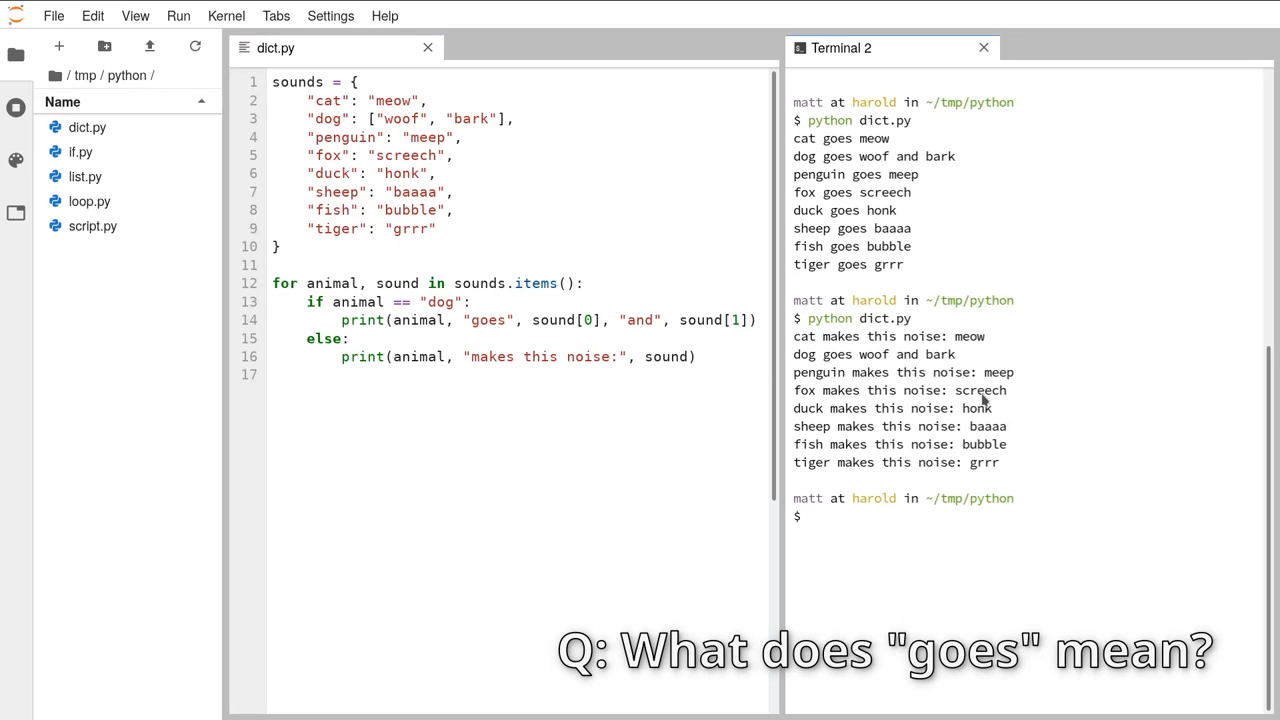 File Edit View Run Kernel Tabs Settings Help
/ tmp / python /
Name
dict.py
if.py
list.py
loop.py
script.py
dict.py
1 sounds = {
2     "cat": "meow",
3     "dog": ["woof", "bark"],
4     "penguin": "meep",
5     "fox": "screech",
6     "duck": "honk",
7     "sheep": "baaaa",
8     "fish": "bubble",
9     "tiger": "grrr"
10 }
11
12 for animal, sound in sounds.items():
13     if animal == "dog":
14         print(animal, "goes", sound[0], "and", sound[1])
15     else:
16         print(animal, "makes this noise:", sound)
17
Terminal 2
matt at harold in ~/tmp/python
$ python dict.py
cat goes meow
dog goes woof and bark
penguin goes meep
fox goes screech
duck goes honk
sheep goes baaaa
fish goes bubble
tiger goes grrr
matt at harold in ~/tmp/python
$ python dict.py
cat makes this noise: meow
dog goes woof and bark
penguin makes this noise: meep
fox makes this noise: screech
duck makes this noise: honk
sheep makes this noise: baaaa
fish makes this noise: bubble
tiger makes this noise: grrr
matt at harold in ~/tmp/python
$
Q: What does "goes" mean?